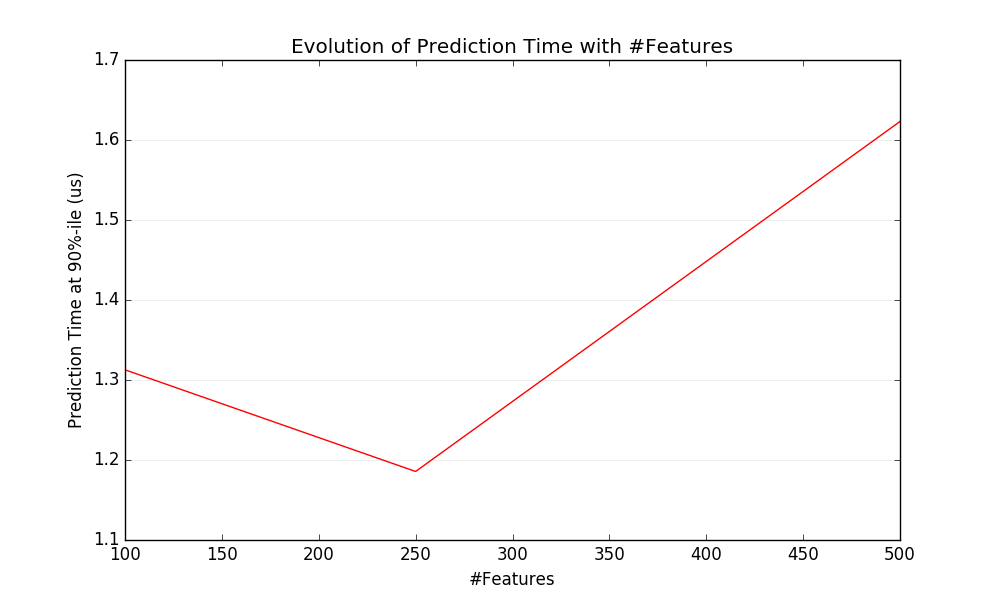 Evolution of Prediction Time with #Features
Prediction Time at 90%-ile (us)
1.7
1.6
1.5
1.4
1.3
1.2
1.1
100 150 200 250 300 350 400 450 500
#Features